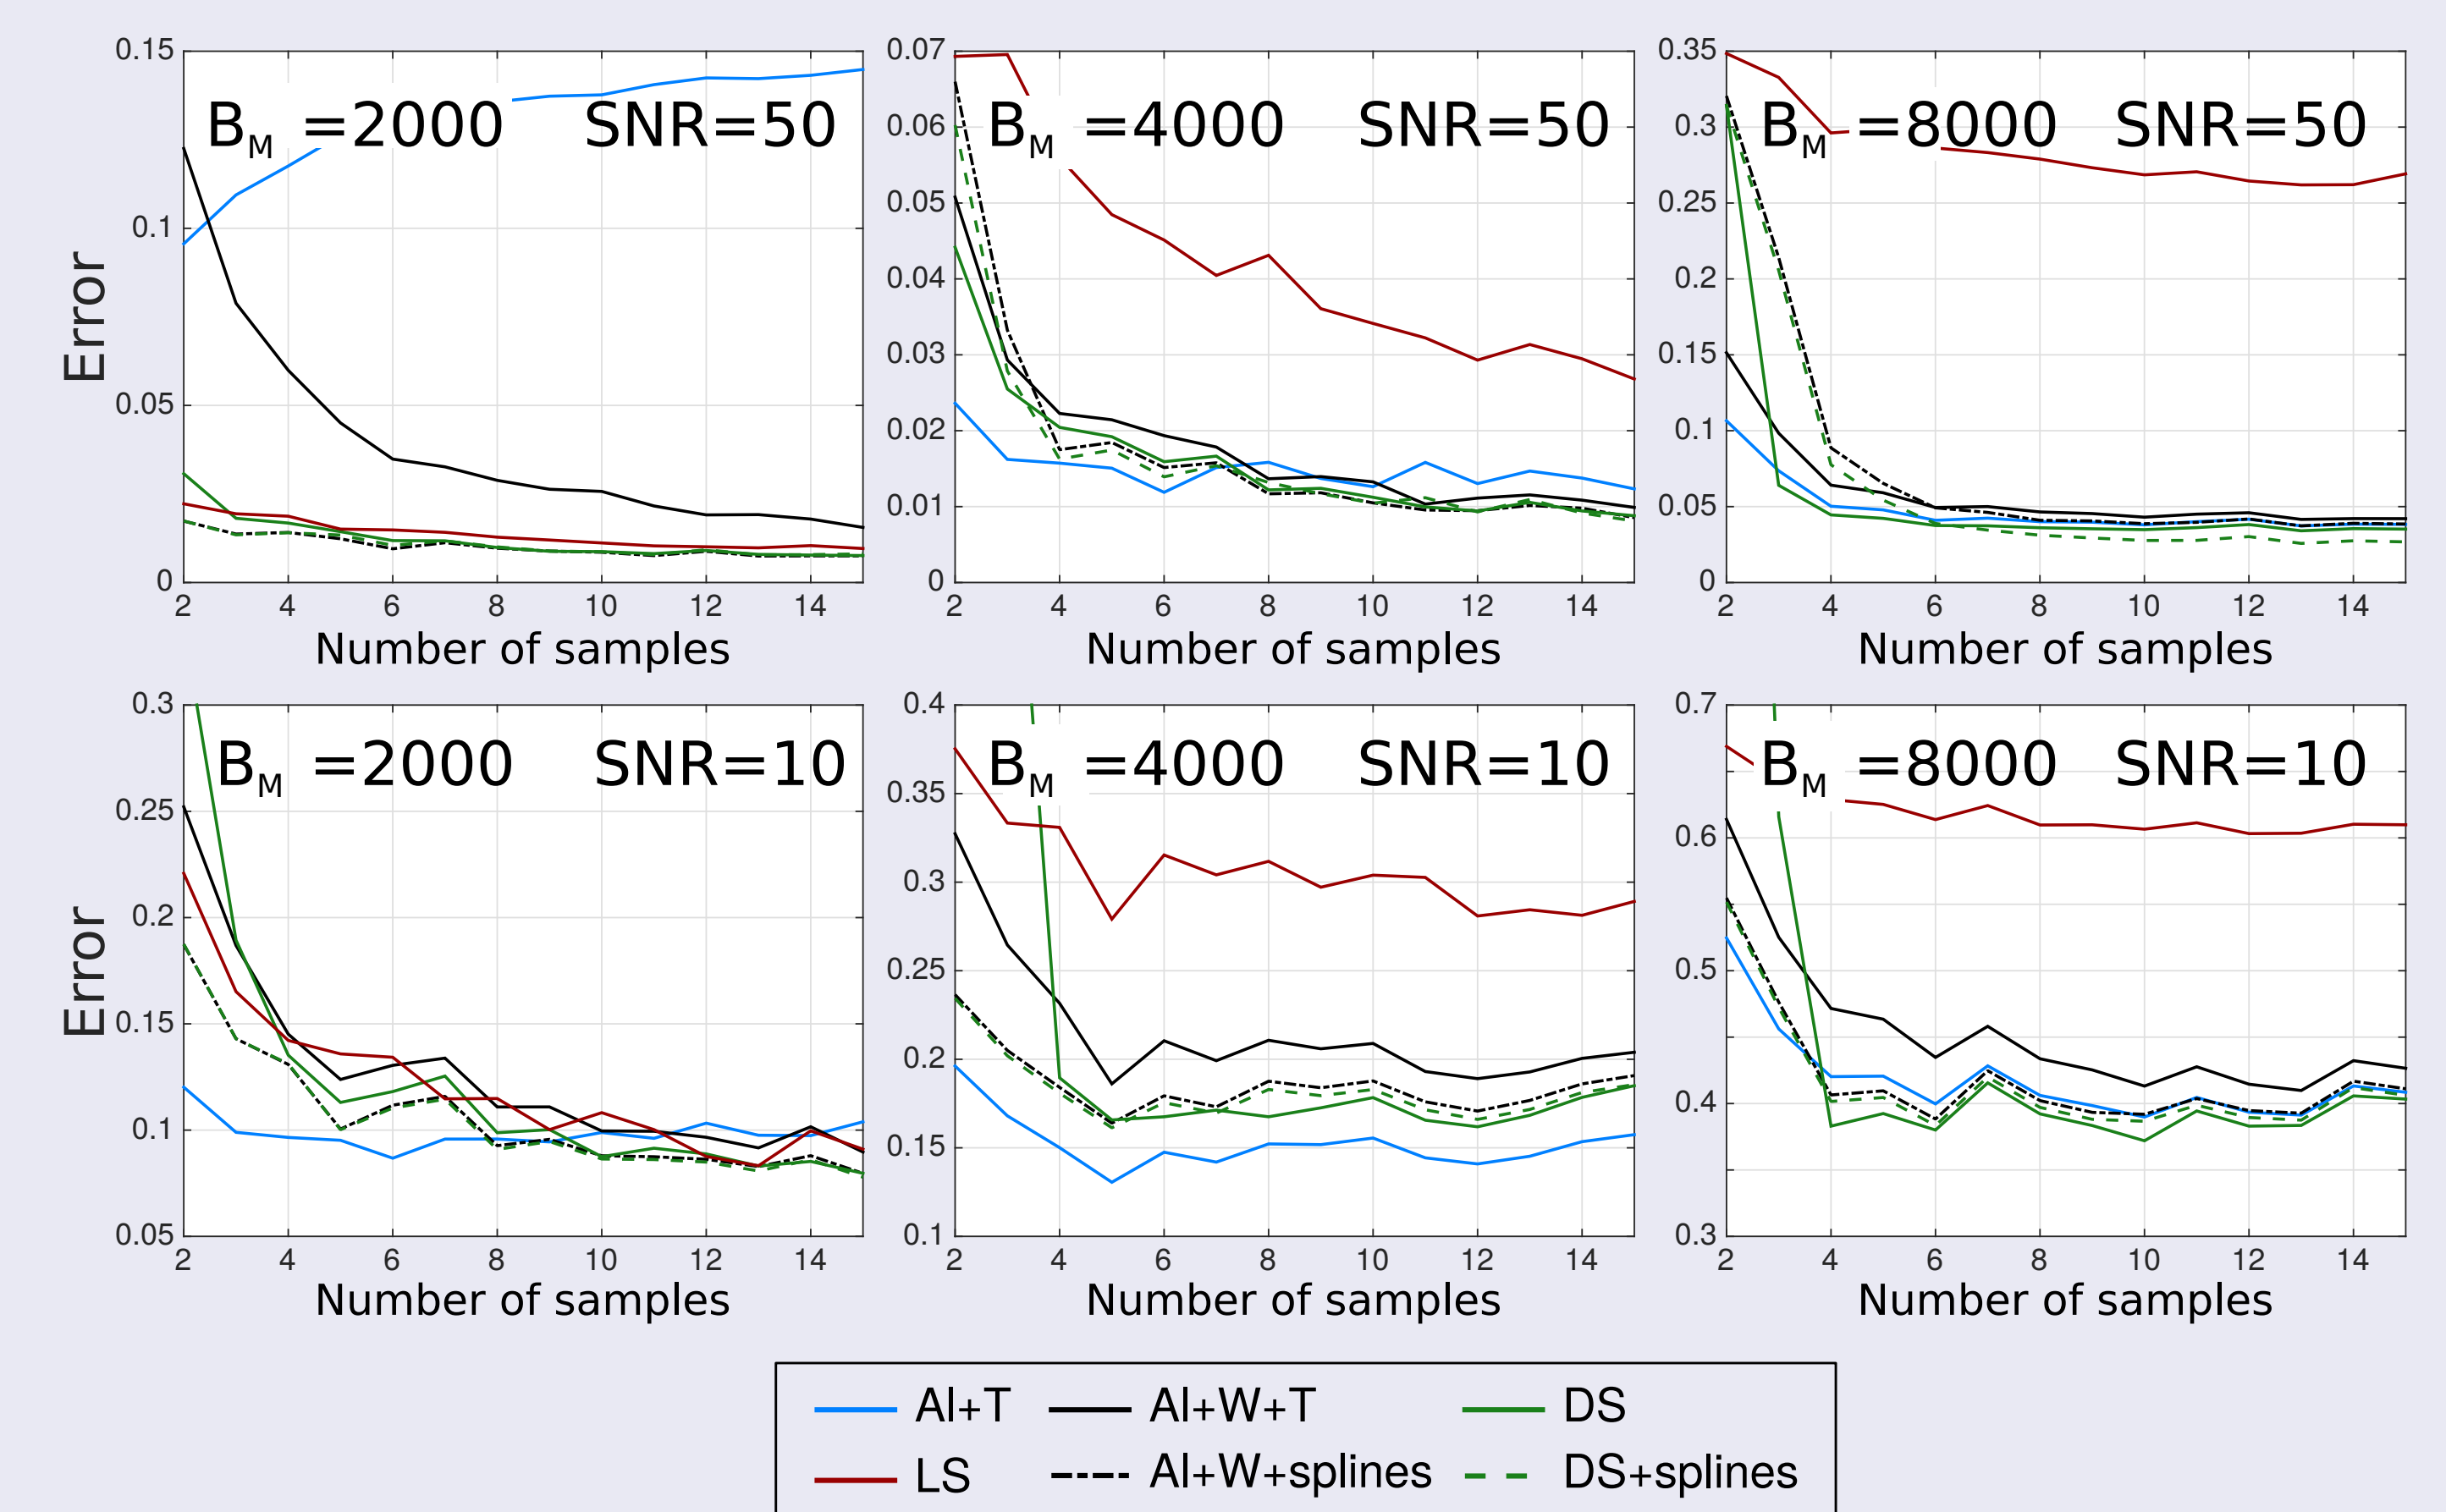 0.15
0.1
0.05
0
Error
B_M =2000 SNR=50
2 4 6 8 10 12 14
Number of samples
0.07
0.06
0.05
0.04
0.03
0.02
0.01
0
B_M =4000 SNR=50
2 4 6 8 10 12 14
Number of samples
0.35
0.3
0.25
0.2
0.15
0.1
0.05
0
B_M =8000 SNR=50
2 4 6 8 10 12 14
Number of samples
0.3
0.25
0.2
0.15
0.1
0.05
Error
B_M =2000 SNR=10
2 4 6 8 10 12 14
Number of samples
0.4
0.35
0.3
0.25
0.2
0.15
0.1
B_M =4000 SNR=10
2 4 6 8 10 12 14
Number of samples
0.7
0.6
0.5
0.4
0.3
B_M =8000 SNR=10
2 4 6 8 10 12 14
Number of samples
AI+T AI+W+T DS
LS AI+W+splines DS+splines